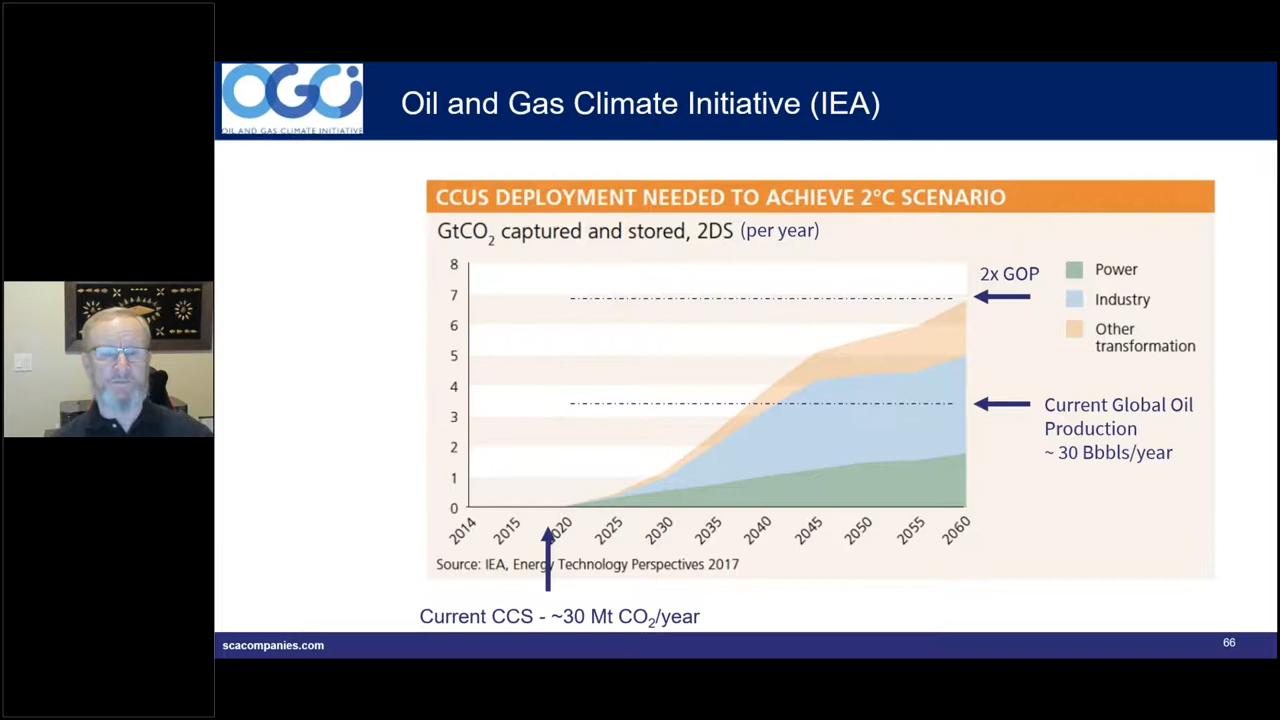 OGCi
OIL AND GAS CLIMATE INITIATIVE
Oil and Gas Climate Initiative (IEA)
CCUS DEPLOYMENT NEEDED TO ACHIEVE 2°C SCENARIO
GtCO2 captured and stored, 2DS (per year)
8
7
6
5
4
3
2
1
0
2014
2015
2020
2025
2030
2035
2040
2045
2050
2055
2060
2x GOP
Power
Industry
Other
transformation
Current Global Oil
Production
~ 30 Bbbls/year
Source: IEA, Energy Technology Perspectives 2017
Current CCS - ~30 Mt CO2/year
scacompanies.com
66